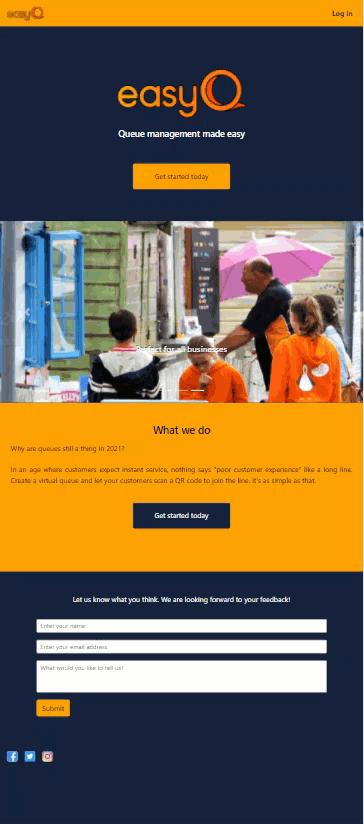 easyQ
Log in
easyQ
Queue management made easy
Get started today
Perfect for all businesses
What we do
Why are queues still a thing in 2021?
In an age where customers expect instant service, nothing says "poor customer experience" like a long line.
Create a virtual queue and let your customers scan a QR code to join the line. It's as simple as that.
Get started today
Let us know what you think. We are looking forward to your feedback!
Enter your name
Enter your email address
What would you like to tell us?
Submit